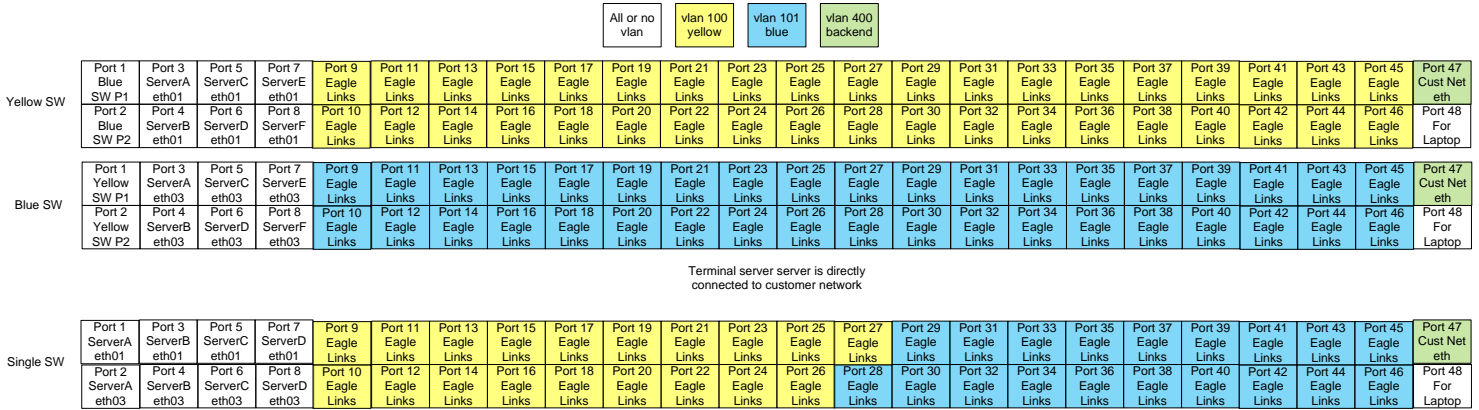 All or no vlan 100 vlan 101 vlan 400
vlan yellow blue backend
Yellow SW
Port 1 Port 3 Port 5 Port 7 Port 9 Port 11 Port 13 Port 15 Port 17 Port 19 Port 21 Port 23 Port 25 Port 27 Port 29 Port 31 Port 33 Port 35 Port 37 Port 39 Port 41 Port 43 Port 45 Port 47
Blue ServerA ServerC ServerE Eagle Eagle Eagle Eagle Eagle Eagle Eagle Eagle Eagle Eagle Eagle Eagle Eagle Eagle Eagle Eagle Eagle Eagle Eagle Cust Net
SW P1 eth01 eth01 eth01 Links Links Links Links Links Links Links Links Links Links Links Links Links Links Links Links Links Links Links eth
Port 2 Port 4 Port 6 Port 8 Port 10 Port 12 Port 14 Port 16 Port 18 Port 20 Port 22 Port 24 Port 26 Port 28 Port 30 Port 32 Port 34 Port 36 Port 38 Port 40 Port 42 Port 44 Port 46 Port 48
Blue ServerB ServerD ServerF Eagle Eagle Eagle Eagle Eagle Eagle Eagle Eagle Eagle Eagle Eagle Eagle Eagle Eagle Eagle Eagle Eagle Eagle Eagle For
SW P2 eth01 eth01 eth01 Links Links Links Links Links Links Links Links Links Links Links Links Links Links Links Links Links Links Links Laptop
Blue SW
Port 1 Port 3 Port 5 Port 7 Port 9 Port 11 Port 13 Port 15 Port 17 Port 19 Port 21 Port 23 Port 25 Port 27 Port 29 Port 31 Port 33 Port 35 Port 37 Port 39 Port 41 Port 43 Port 45 Port 47
Yellow ServerA ServerC ServerE Eagle Eagle Eagle Eagle Eagle Eagle Eagle Eagle Eagle Eagle Eagle Eagle Eagle Eagle Eagle Eagle Eagle Eagle Eagle Cust Net
SW P1 eth03 eth03 eth03 Links Links Links Links Links Links Links Links Links Links Links Links Links Links Links Links Links Links Links eth
Port 2 Port 4 Port 6 Port 8 Port 10 Port 12 Port 14 Port 16 Port 18 Port 20 Port 22 Port 24 Port 26 Port 28 Port 30 Port 32 Port 34 Port 36 Port 38 Port 40 Port 42 Port 44 Port 46 Port 48
Yellow ServerB ServerD ServerF Eagle Eagle Eagle Eagle Eagle Eagle Eagle Eagle Eagle Eagle Eagle Eagle Eagle Eagle Eagle Eagle Eagle Eagle Eagle For
SW P2 eth03 eth03 eth03 Links Links Links Links Links Links Links Links Links Links Links Links Links Links Links Links Links Links Links Laptop
Terminal server server is directly
connected to customer network
Single SW
Port 1 Port 3 Port 5 Port 7 Port 9 Port 11 Port 13 Port 15 Port 17 Port 19 Port 21 Port 23 Port 25 Port 27 Port 29 Port 31 Port 33 Port 35 Port 37 Port 39 Port 41 Port 43 Port 45 Port 47
ServerA ServerB ServerC ServerD Eagle Eagle Eagle Eagle Eagle Eagle Eagle Eagle Eagle Eagle Eagle Eagle Eagle Eagle Eagle Eagle Eagle Eagle Eagle Cust Net
eth01 eth01 eth01 eth01 Links Links Links Links Links Links Links Links Links Links Links Links Links Links Links Links Links Links Links eth
Port 2 Port 4 Port 6 Port 8 Port 10 Port 12 Port 14 Port 16 Port 18 Port 20 Port 22 Port 24 Port 26 Port 28 Port 30 Port 32 Port 34 Port 36 Port 38 Port 40 Port 42 Port 44 Port 46 Port 48
ServerA ServerB ServerC ServerD Eagle Eagle Eagle Eagle Eagle Eagle Eagle Eagle Eagle Eagle Eagle Eagle Eagle Eagle Eagle Eagle Eagle Eagle Eagle For
eth03 eth03 eth03 eth03 Links Links Links Links Links Links Links Links Links Links Links Links Links Links Links Links Links Links Links Laptop